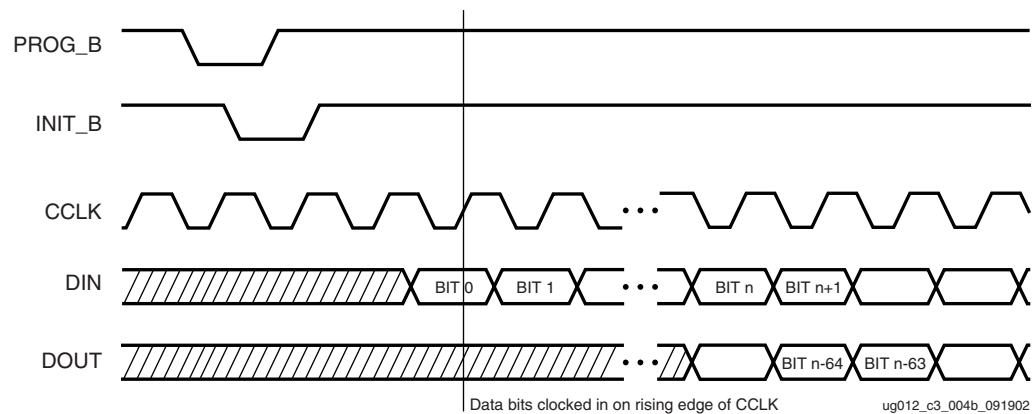 PROG_B
INIT_B
CCLK
• • •
DIN
BIT 0
BIT 1
• • •
BIT n
BIT n+1
DOUT
• • •
BIT n-64
BIT n-63
Data bits clocked in on rising edge of CCLK
ug012_c3_004b_091902